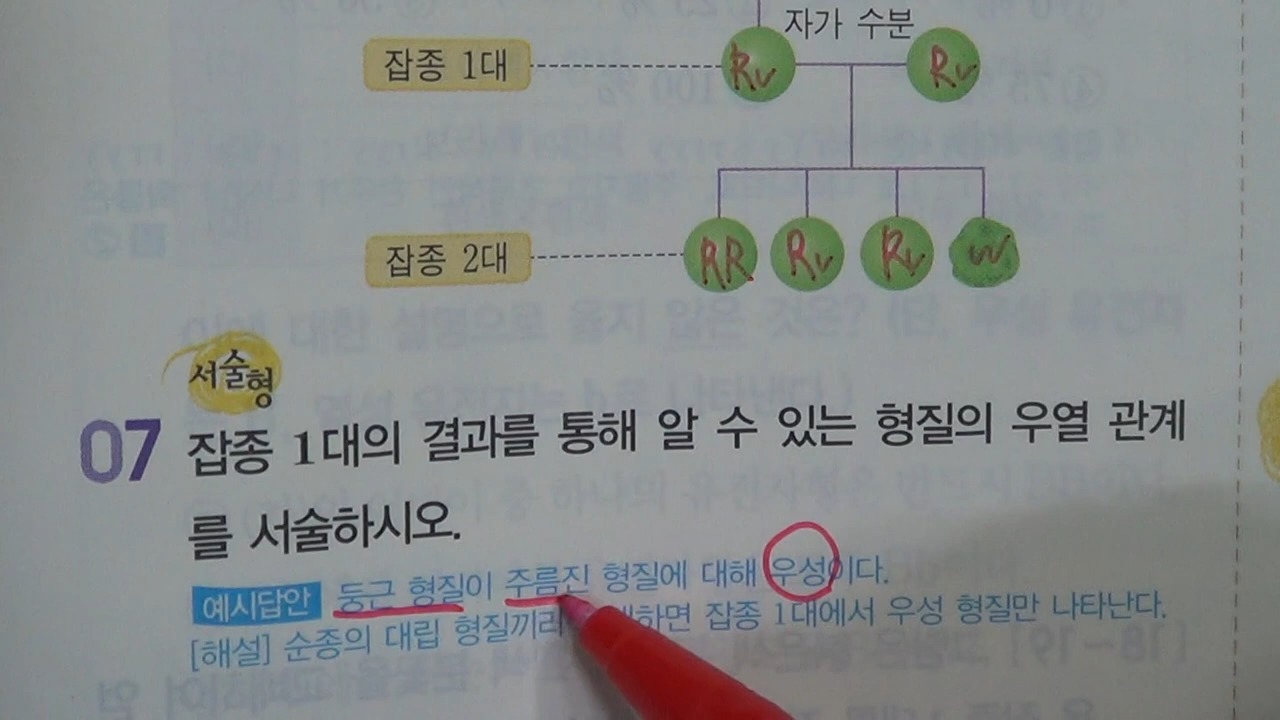 자가 수분
잡종 1대
Rr
Rr
잡종 2대
RR
Rr
Rr
rr
서술형
07 잡종 1대의 결과를 통해 알 수 있는 형질의 우열 관계
를 서술하시오.
예시답안 둥근 형질이 주름진 형질에 대해 우성이다.
[해설] 순종의 대립 형질끼리 하면 잡종 1대에서 우성 형질만 나타난다.